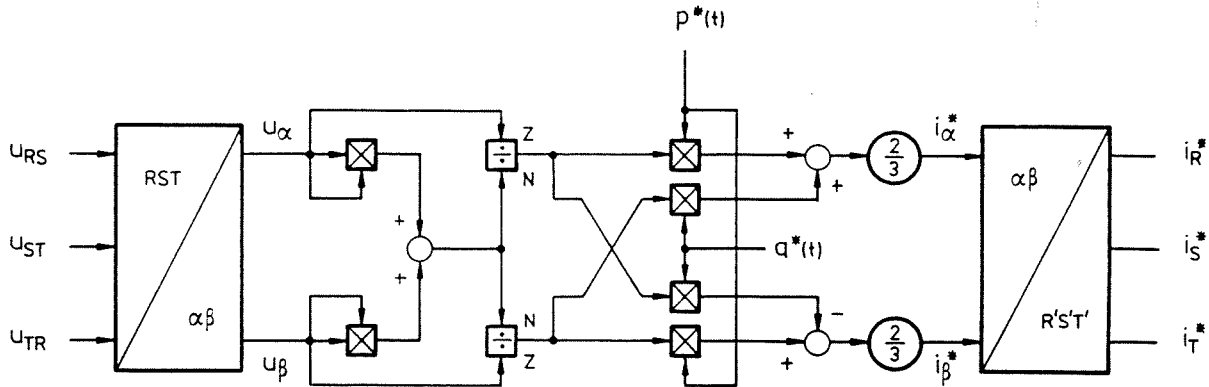 p*(t)
u_RS
u_ST
u_TR
RST
αβ
u_α
u_β
+
+
÷
Z
N
÷
N
Z
q*(t)
+
+
-
+
2/3
2/3
i_α*
i_β*
αβ
R'S'T'
i_R*
i_S*
i_T*